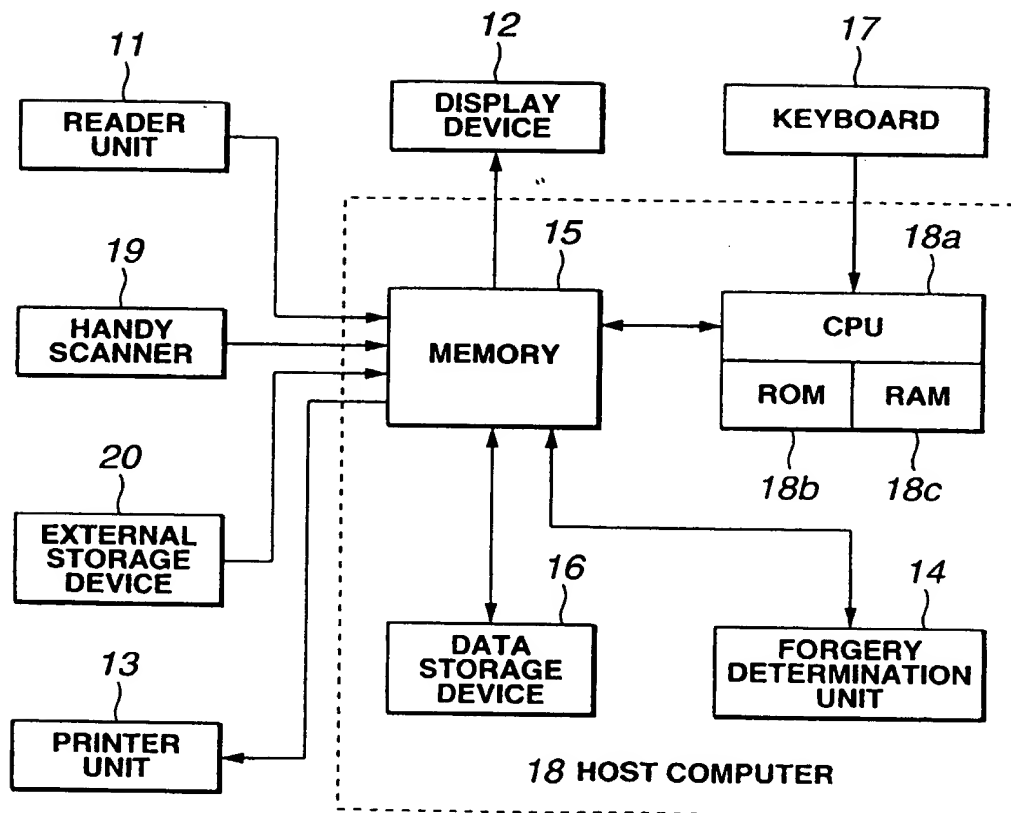 11
READER
UNIT
12
DISPLAY
DEVICE
17
KEYBOARD
19
HANDY
SCANNER
15
MEMORY
18a
CPU
ROM
RAM
18b
18c
20
EXTERNAL
STORAGE
DEVICE
16
DATA
STORAGE
DEVICE
14
FORGERY
DETERMINATION
UNIT
13
PRINTER
UNIT
18 HOST COMPUTER